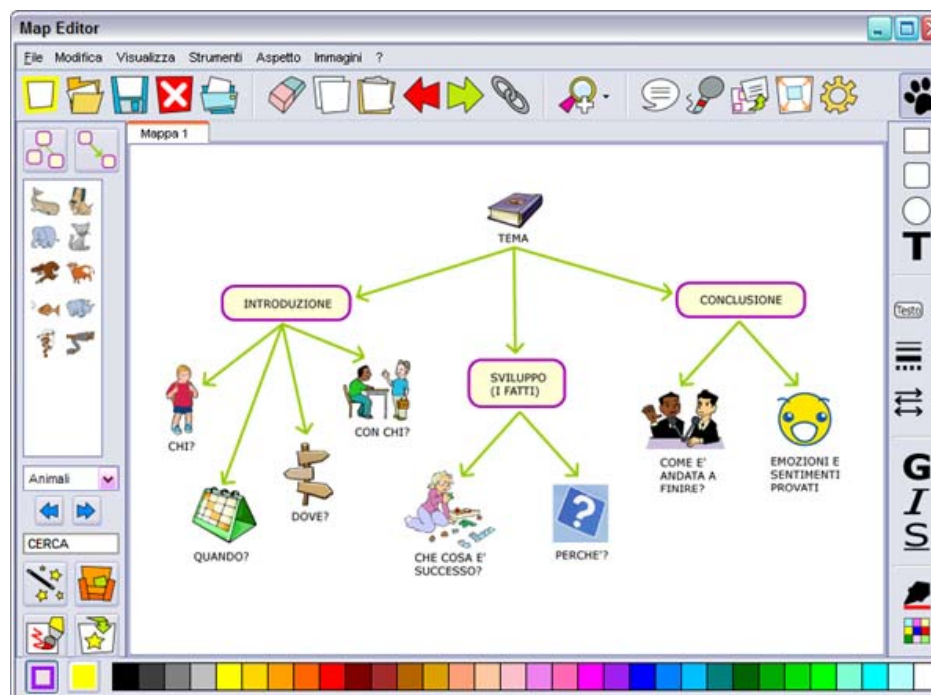 Map Editor
File Modifica Visualizza Strumenti Aspetto Immagini ?
Mappa 1
TEMA
INTRODUZIONE
CONCLUSIONE
SVILUPPO
(I FATTI)
CHI?
CON CHI?
QUANDO?
DOVE?
CHE COSA E'
SUCCESSO?
PERCHE'?
COME E'
ANDATA A
FINIRE?
EMOZIONI E
SENTIMENTI
PROVATI
Animali
CERCA
T
Testo
G
I
S